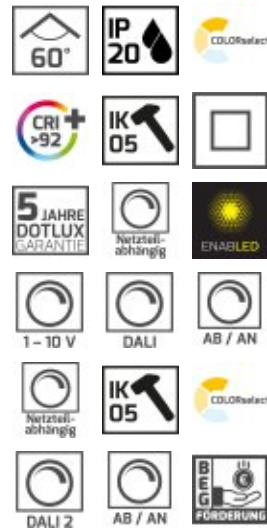 60°
IP
20
COLORselect
CRI +
>92
IK
05
5 JAHRE
DOTLUX
GARANTIE
Netzteil-
abhängig
ENABLED
1 – 10 V
DALI
AB / AN
Netzteil-
abhängig
IK
05
COLORselect
DALI 2
AB / AN
BEG
FÖRDERUNG